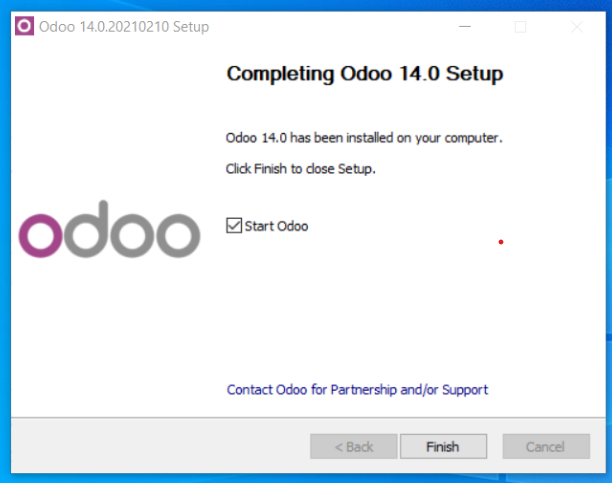 Odoo 14.0.20210210 Setup
Completing Odoo 14.0 Setup
Odoo 14.0 has been installed on your computer.
Click Finish to close Setup.
Start Odoo
odoo
Contact Odoo for Partnership and/or Support
< Back
Finish
Cancel